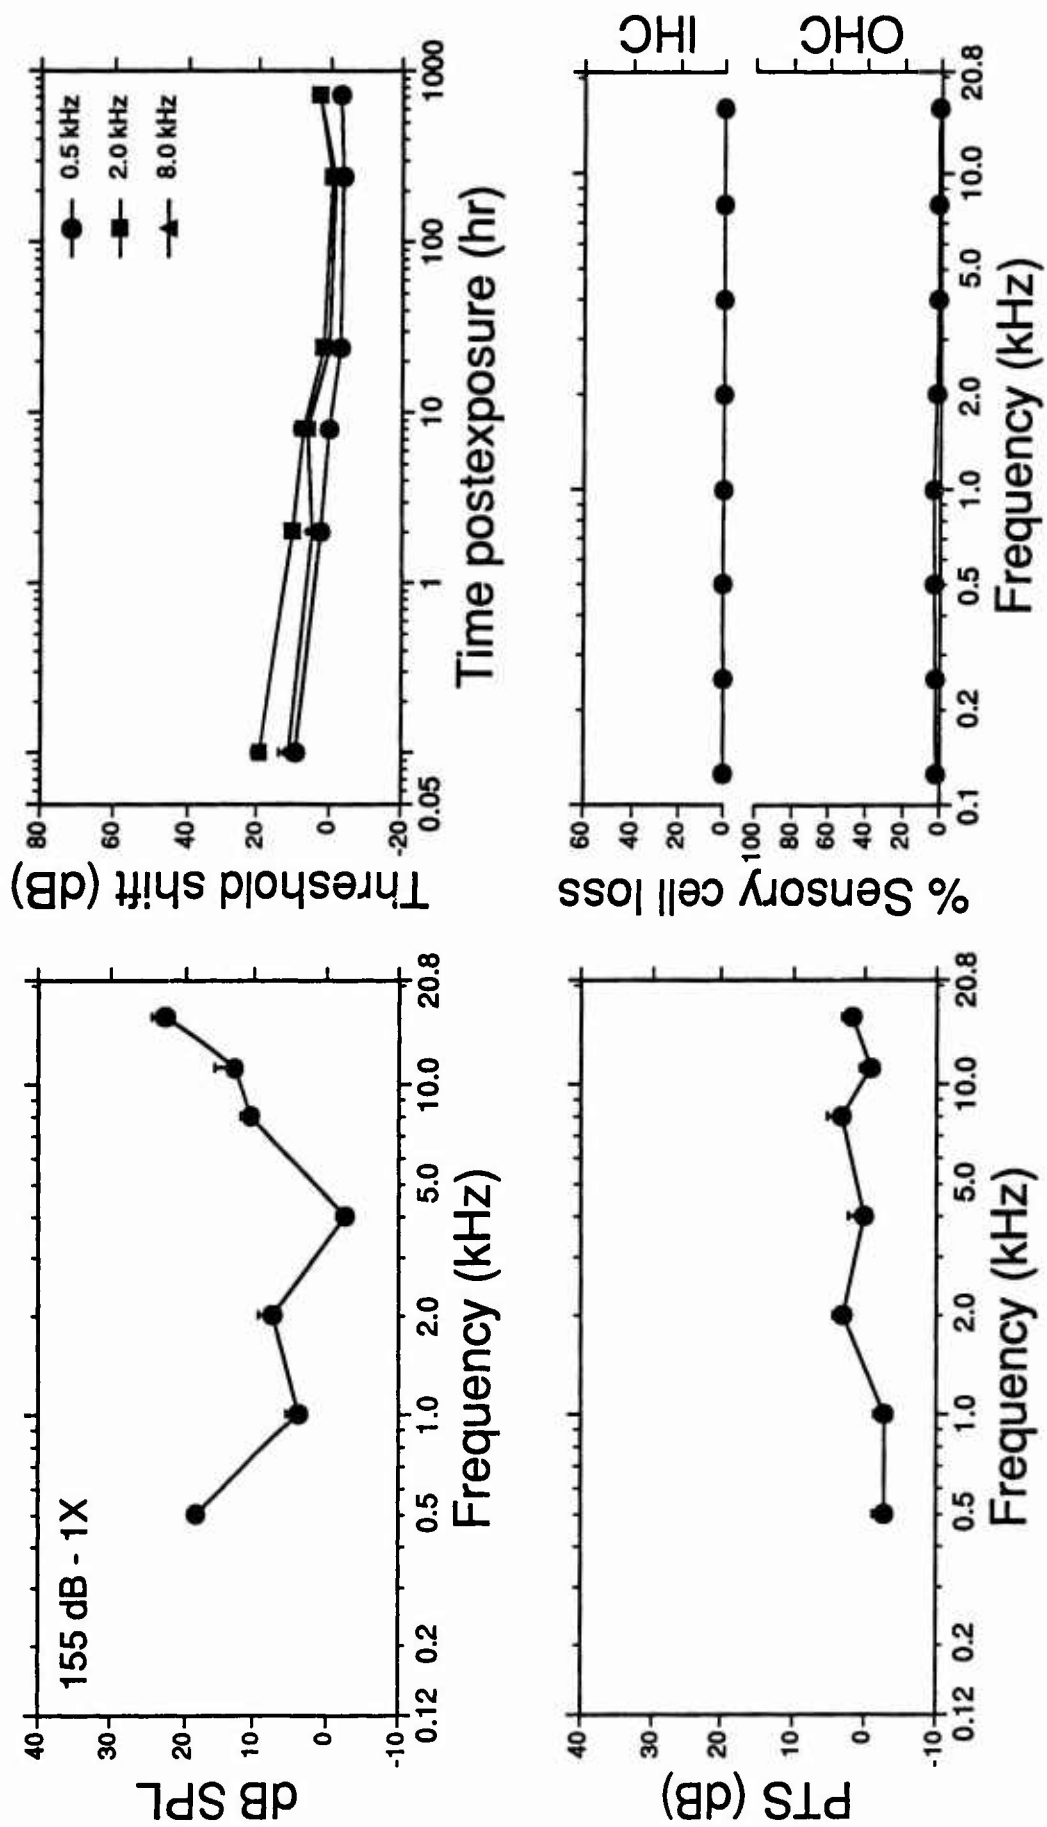 155 dB - 1X
dB SPL
40
30
20
10
0
-10
0.12 0.2 0.5 1.0 2.0 5.0 10.0 20.8
Frequency (kHz)
Threshold shift (dB)
80
60
40
20
0
-20
0.5 kHz
2.0 kHz
8.0 kHz
0.05 1 10 100 1000
Time postexposure (hr)
PTS (dB)
40
30
20
10
0
-10
0.12 0.2 0.5 1.0 2.0 5.0 10.0 20.8
Frequency (kHz)
% Sensory cell loss
60
40
20
0
100
80
60
40
20
0
IHC
OHC
0.1 0.2 0.5 1.0 2.0 5.0 10.0 20.8
Frequency (kHz)